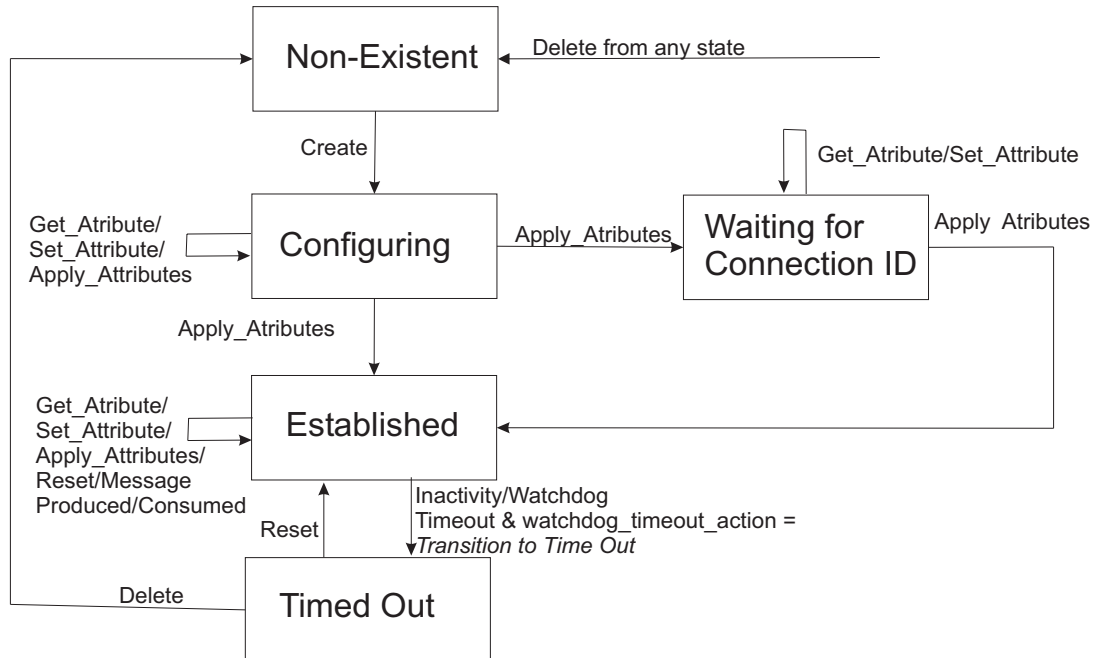 Non-Existent
Delete from any state
Create
Get_Atribute/Set_Attribute
Get_Atribute/
Set_Attribute/
Apply_Attributes
Configuring
Apply_Atributes
Waiting for
Connection ID
Apply Atributes
Apply_Atributes
Get_Atribute/
Set_Attribute/
Apply_Attributes/
Reset/Message
Produced/Consumed
Established
Inactivity/Watchdog
Timeout & watchdog_timeout_action =
Transition to Time Out
Reset
Delete
Timed Out